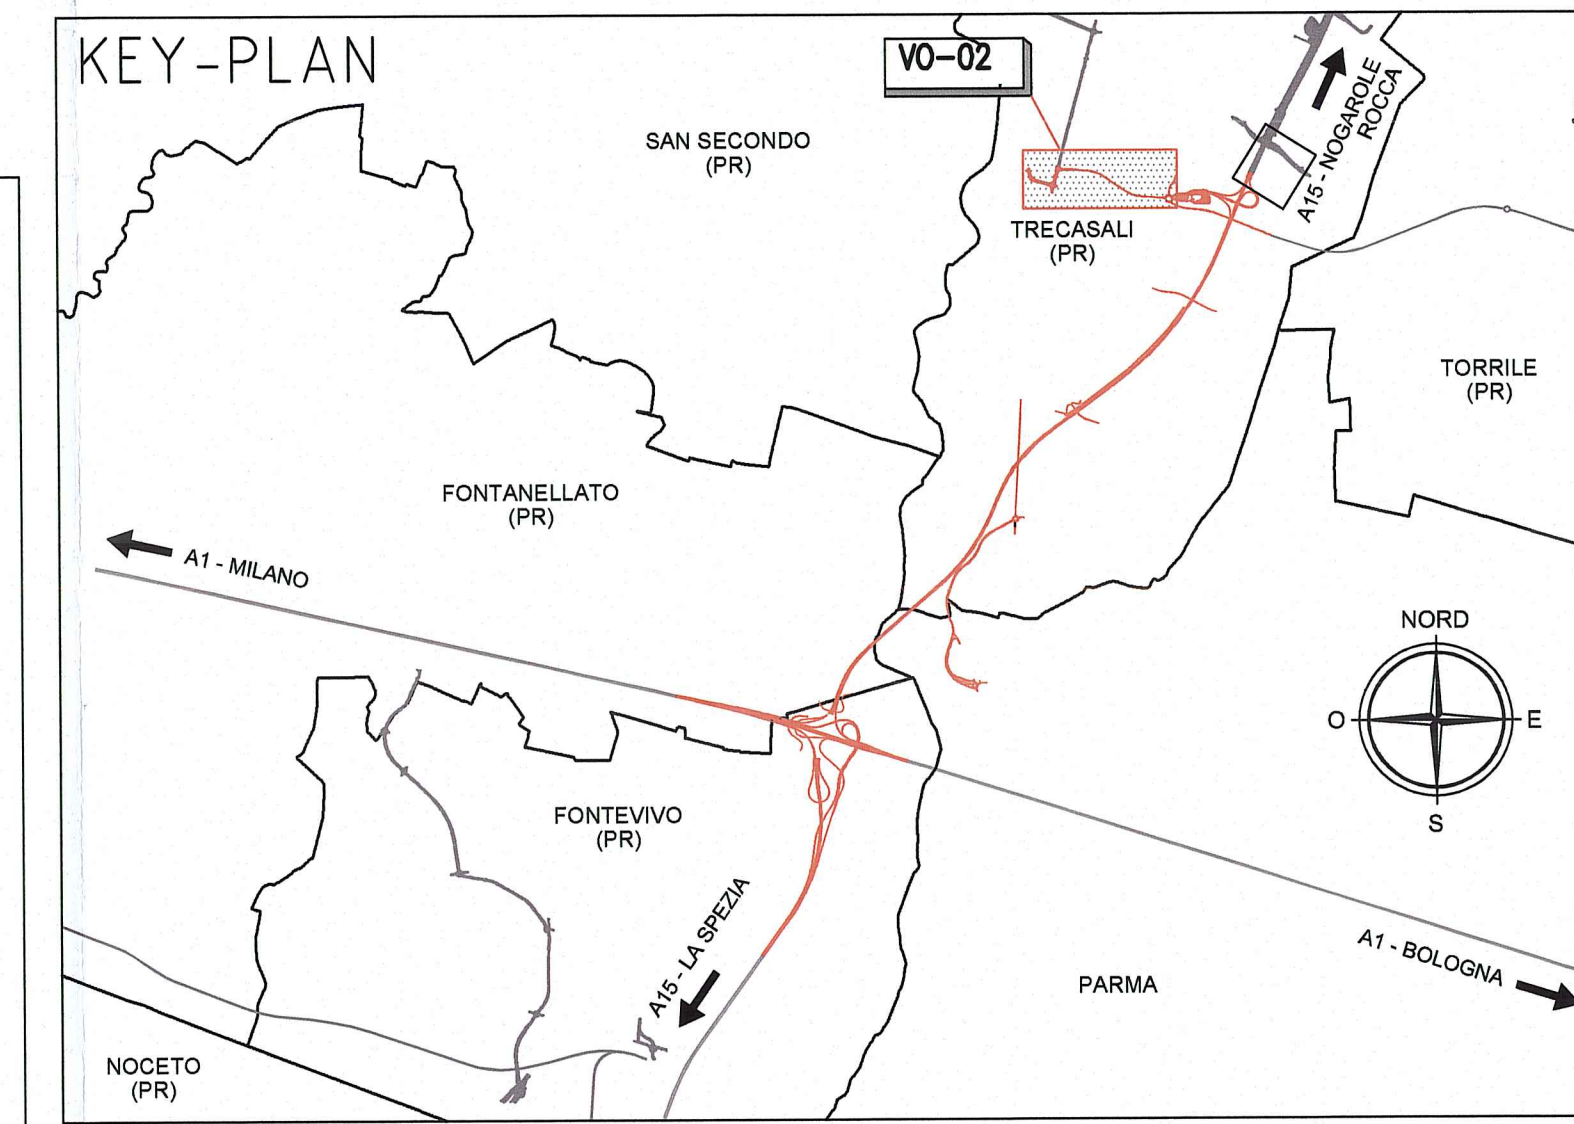 KEY-PLAN
VO-02
A15 - NOGAROLE
ROCCA
SAN SECONDO
(PR)
TRECASALI
(PR)
TORRILE
(PR)
FONTANELLATO
(PR)
A1 - MILANO
NORD
O
E
S
FONTEVIVO
(PR)
A15 - LA SPEZIA
A1 - BOLOGNA
PARMA
NOCETO
(PR)